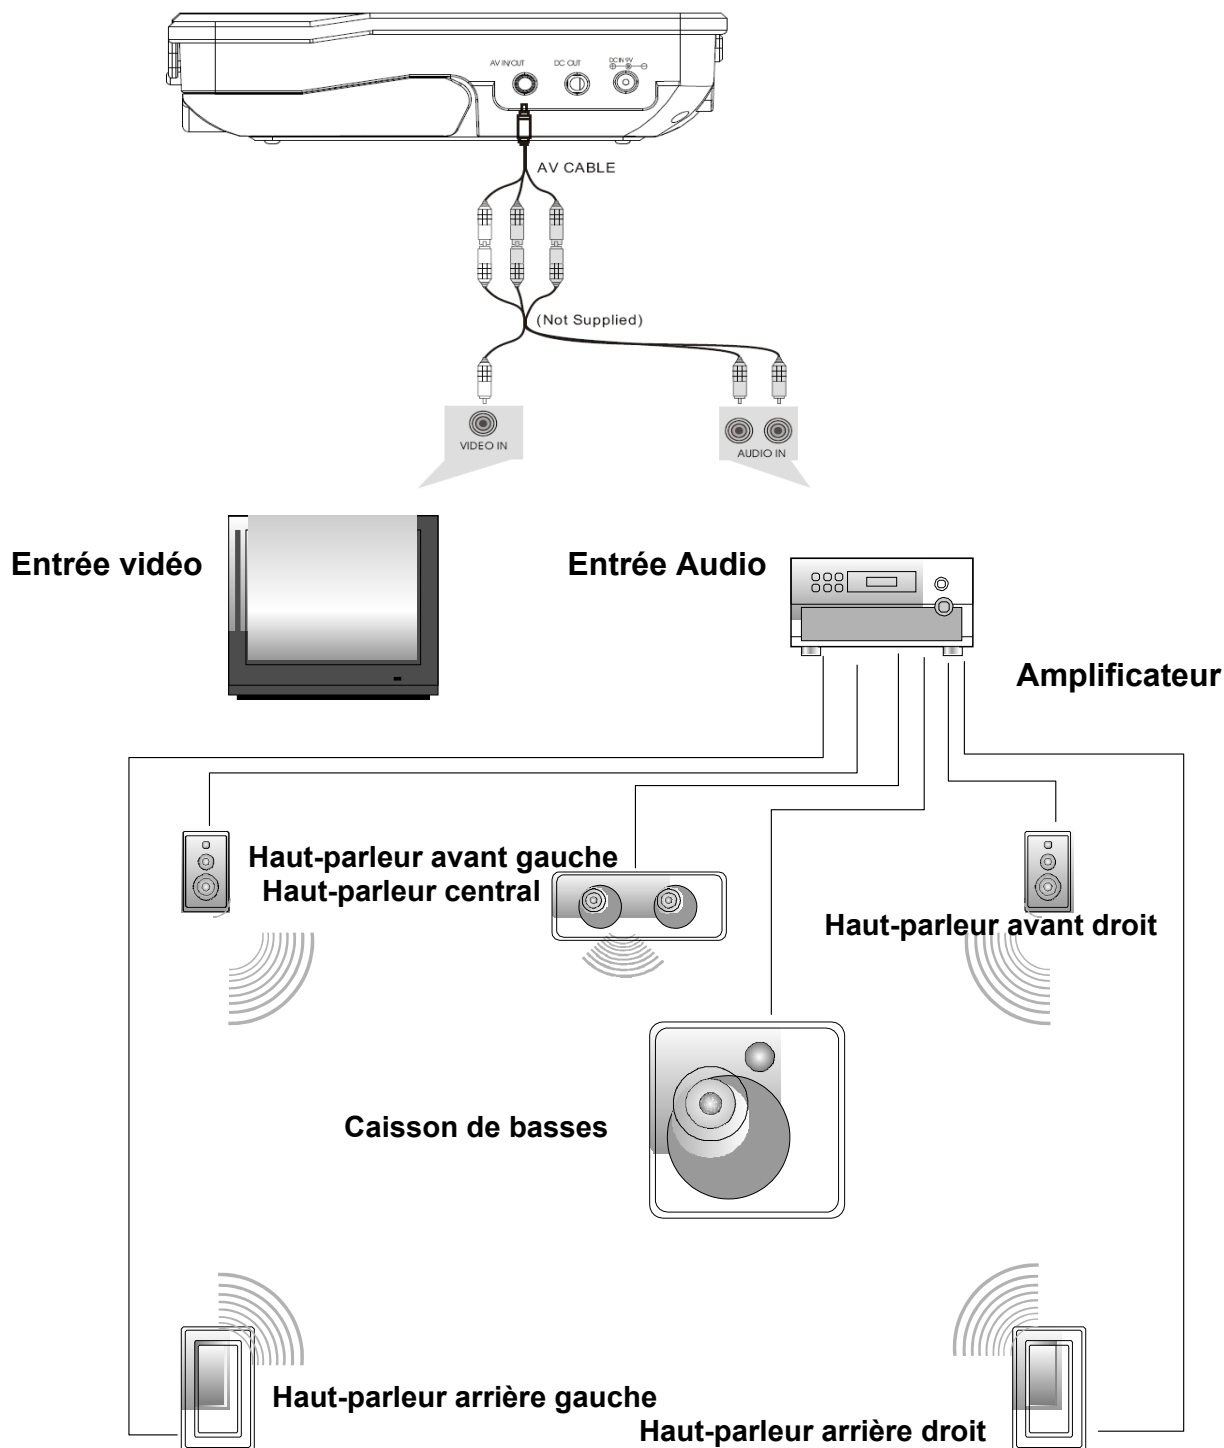 AV IN/OUT DC OUT DC IN 9V
AV CABLE
(Not Supplied)
VIDEO IN
AUDIO IN
Entrée vidéo
Entrée Audio
Amplificateur
Haut-parleur avant gauche
Haut-parleur central
Haut-parleur avant droit
Caisson de basses
Haut-parleur arrière gauche
Haut-parleur arrière droit